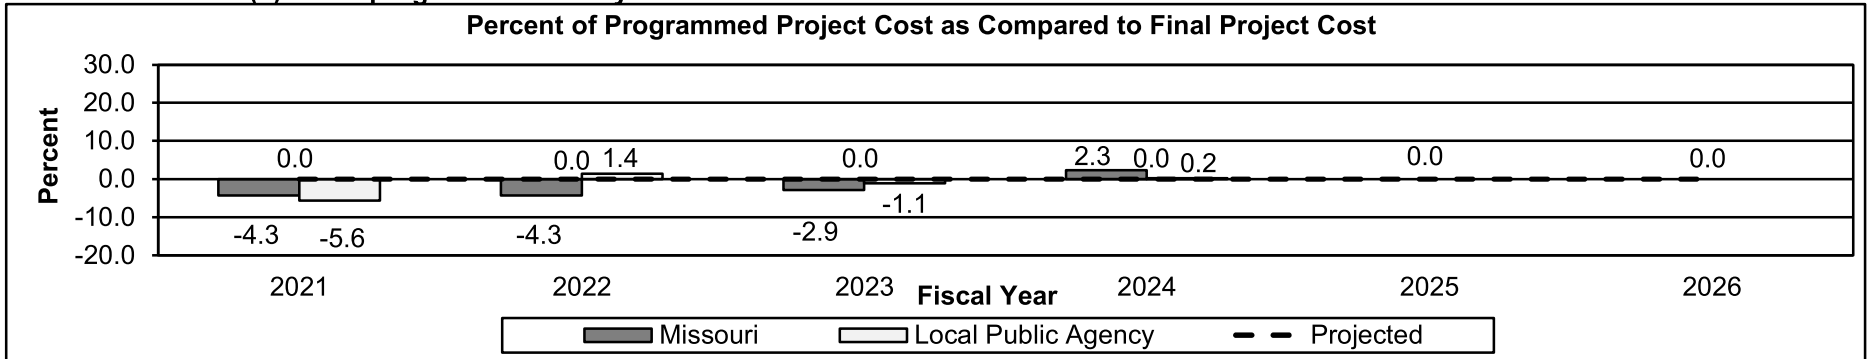 Percent of Programmed Project Cost as Compared to Final Project Cost
30.0
20.0
10.0
0.0
-10.0
-20.0
Percent
0.0
0.0 1.4
0.0
2.3 0.0 0.2
0.0
0.0
-4.3 -5.6
-4.3
-2.9
-1.1
2021 2022 2023 2024 2025 2026
Fiscal Year
Missouri Local Public Agency Projected